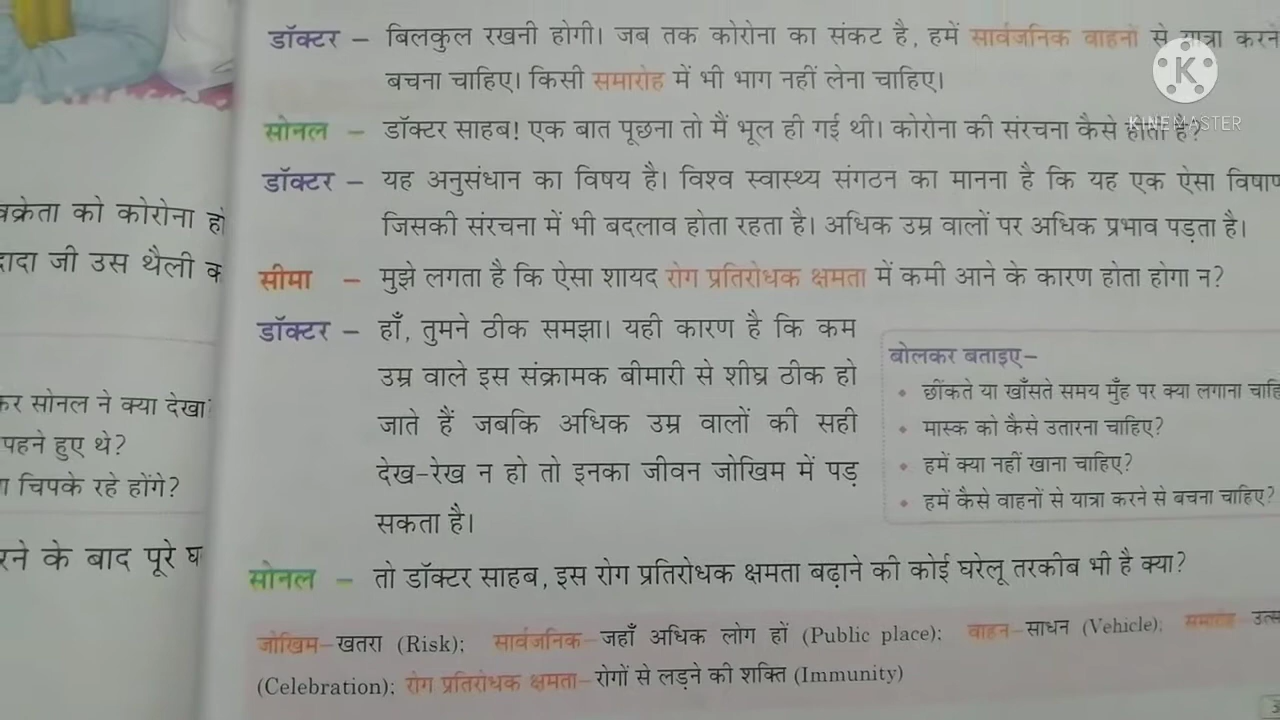 डॉक्टर – बिलकुल रखनी होगी। जब तक कोरोना का संकट है, हमें सार्वजनिक वाहनों से यात्रा करने
बचना चाहिए। किसी समारोह में भी भाग नहीं लेना चाहिए।
KINEMASTER
सोनल – डॉक्टर साहब! एक बात पूछना तो मैं भूल ही गई थी। कोरोना की संरचना कैसे होती है?
डॉक्टर – यह अनुसंधान का विषय है। विश्व स्वास्थ्य संगठन का मानना है कि यह एक ऐसा विषाण
जिसकी संरचना में भी बदलाव होता रहता है। अधिक उम्र वालों पर अधिक प्रभाव पड़ता है।
सीमा – मुझे लगता है कि ऐसा शायद रोग प्रतिरोधक क्षमता में कमी आने के कारण होता होगा न?
डॉक्टर – हाँ, तुमने ठीक समझा। यही कारण है कि कम
उम्र वाले इस संक्रामक बीमारी से शीघ्र ठीक हो
जाते हैं जबकि अधिक उम्र वालों की सही
देख-रेख न हो तो इनका जीवन जोखिम में पड़
सकता है।
बोलकर बताइए–
• छींकते या खाँसते समय मुँह पर क्या लगाना चाहि
• मास्क को कैसे उतारना चाहिए?
• हमें क्या नहीं खाना चाहिए?
• हमें कैसे वाहनों से यात्रा करने से बचना चाहिए?
सोनल – तो डॉक्टर साहब, इस रोग प्रतिरोधक क्षमता बढ़ाने की कोई घरेलू तरकीब भी है क्या?
जोखिम–खतरा (Risk); सार्वजनिक–जहाँ अधिक लोग हों (Public place); वाहन–साधन (Vehicle); समारोह–उत्स
(Celebration); रोग प्रतिरोधक क्षमता–रोगों से लड़ने की शक्ति (Immunity)
क्रेता को कोरोना हो
दादा जी उस थैली क
कर सोनल ने क्या देखा
पहने हुए थे?
चिपके रहे होंगे?
रने के बाद पूरे घ